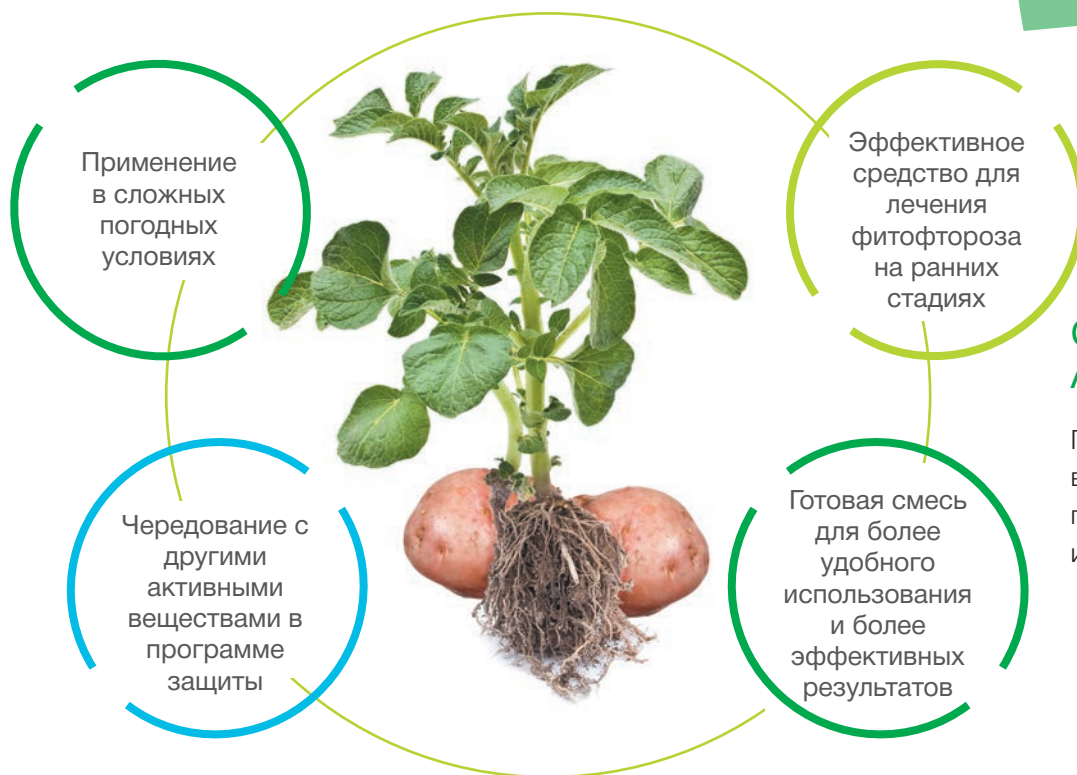 Применение
в сложных
погодных
условиях
Эффективное
средство для
лечения
фитофтороза
на ранних
стадиях
Чередование с
другими
активными
веществами в
программе
защиты
Готовая смесь
для более
удобного
использования
и более
эффективных
результатов